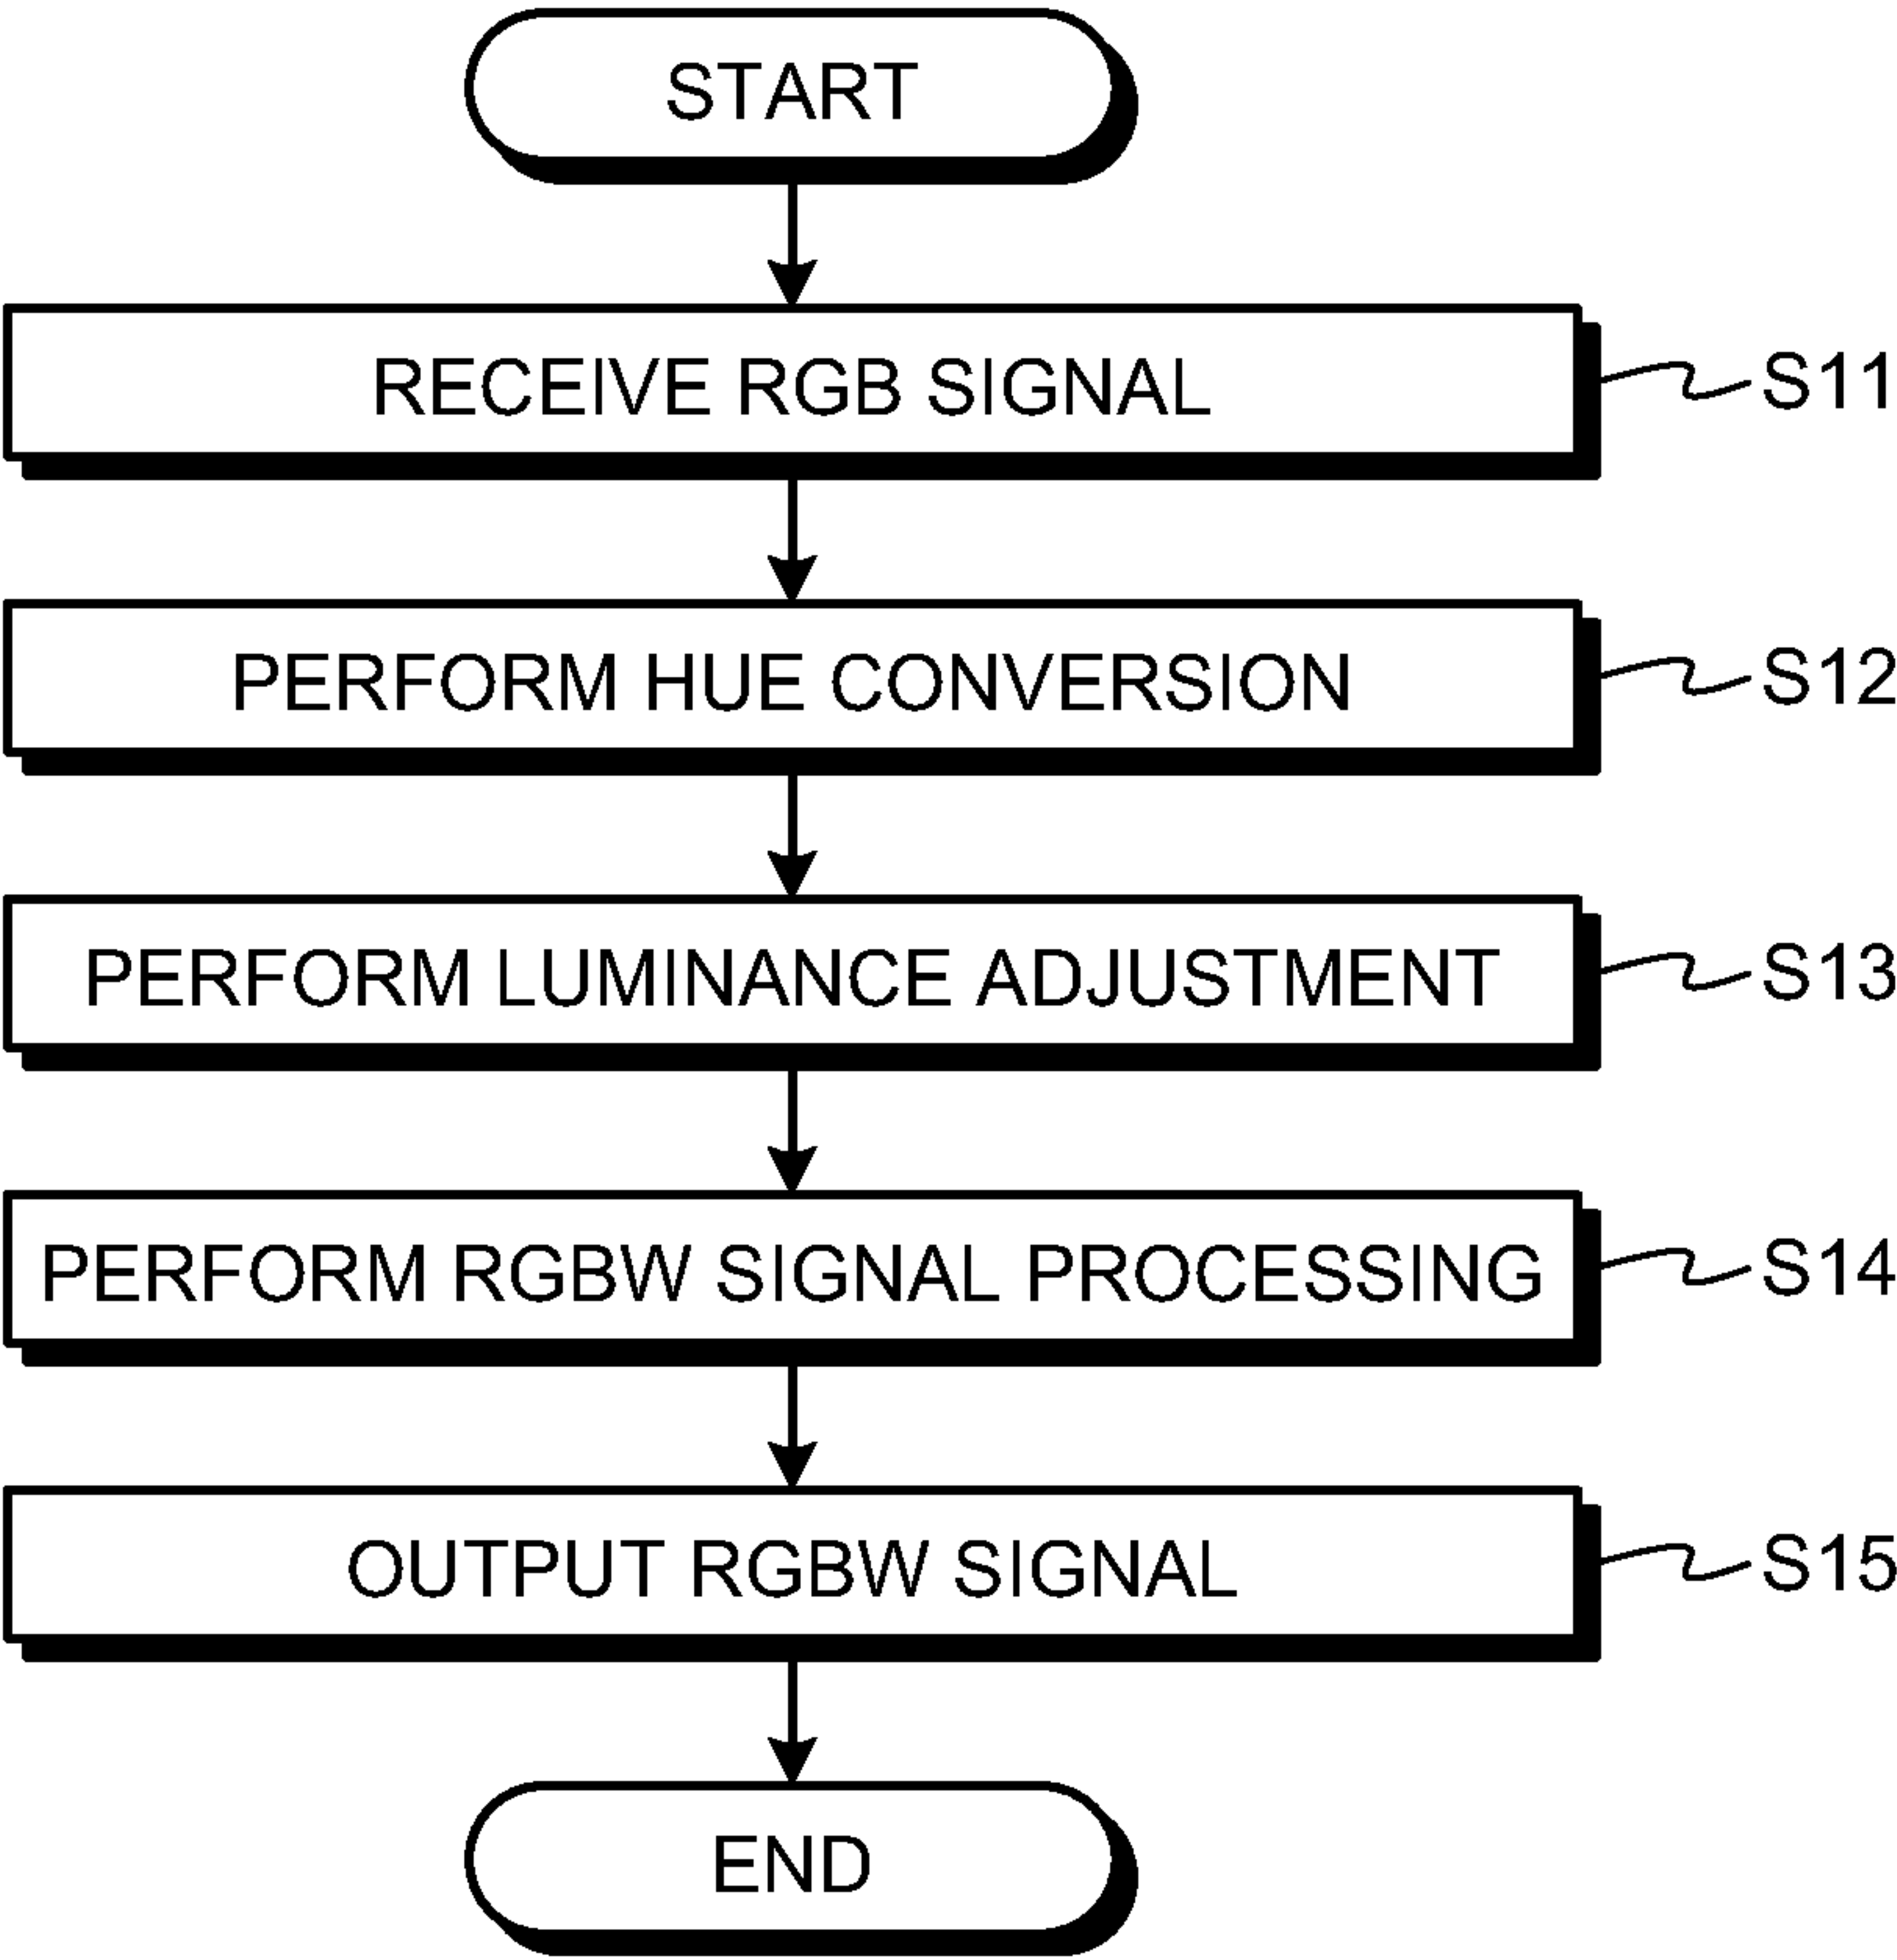 START
RECEIVE RGB SIGNAL
S11
PERFORM HUE CONVERSION
S12
PERFORM LUMINANCE ADJUSTMENT
S13
PERFORM RGBW SIGNAL PROCESSING
S14
OUTPUT RGBW SIGNAL
S15
END